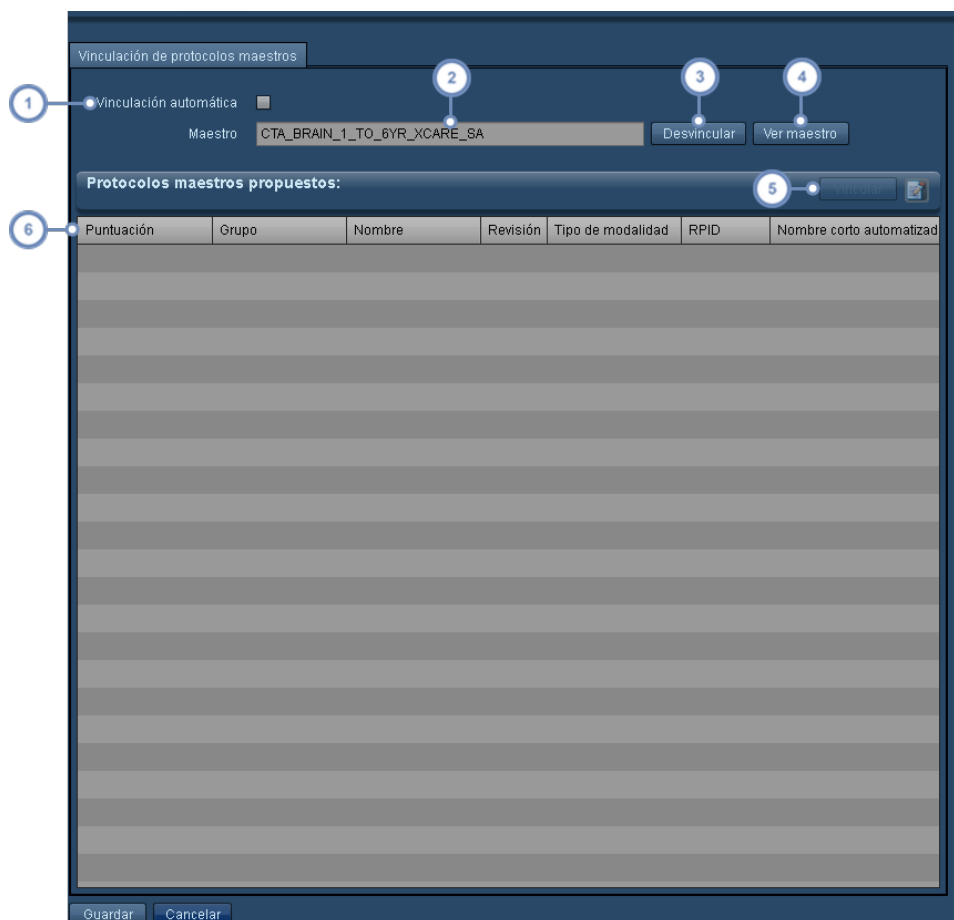 Vinculación de protocolos maestros
2
3
4
1
Vinculación automática
Maestro CTA_BRAIN_1_TO_6YR_XCARE_SA Desvincular Ver maestro
Protocolos maestros propuestos:
5
Vincular
6
Puntuación Grupo Nombre Revisión Tipo de modalidad RPID Nombre corto automatizad
Guardar Cancelar